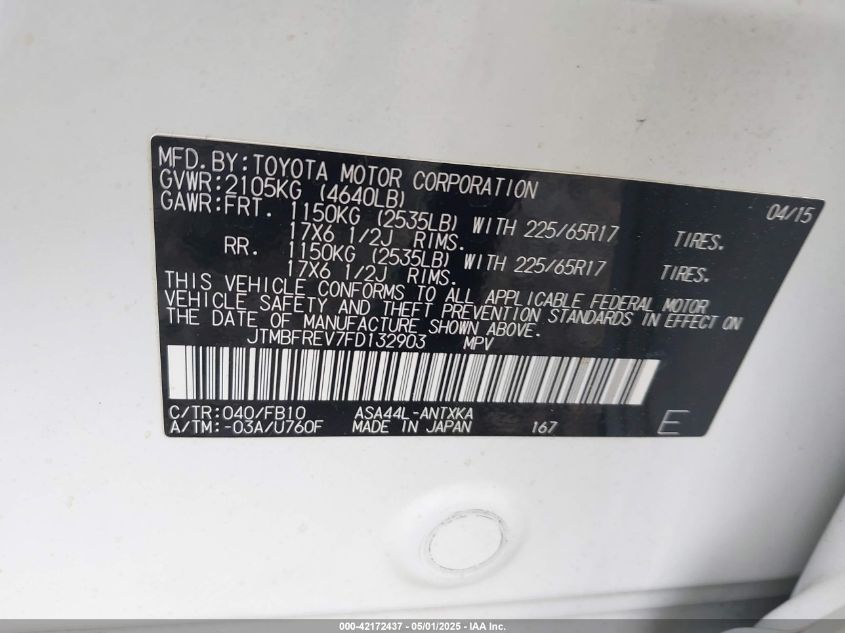 MFD.BY:TOYOTA MOTOR CORPORATION 04/15
GVWR:2105KG (4640LB)
GAWR:FRT. 1150KG (2535LB) WITH 225/65R17 TIRES.
17X6 1/2J RIMS.
RR. 1150KG (2535LB) WITH 225/65R17 TIRES.
17X6 1/2J RIMS.
THIS VEHICLE CONFORMS TO ALL APPLICABLE FEDERAL MOTOR
VEHICLE SAFETY AND THEFT PREVENTION STANDARDS IN EFFECT ON
THE DATE OF MANUFACTURE SHOWN ABOVE.
JTMBFREV7FD132903 MPV
C/TR:040/FB10 ASA44L-ANTXKA
A/TM:-03A/U760F MADE IN JAPAN 167 E
000-42172437 - 05/01/2025 - IAA Inc.